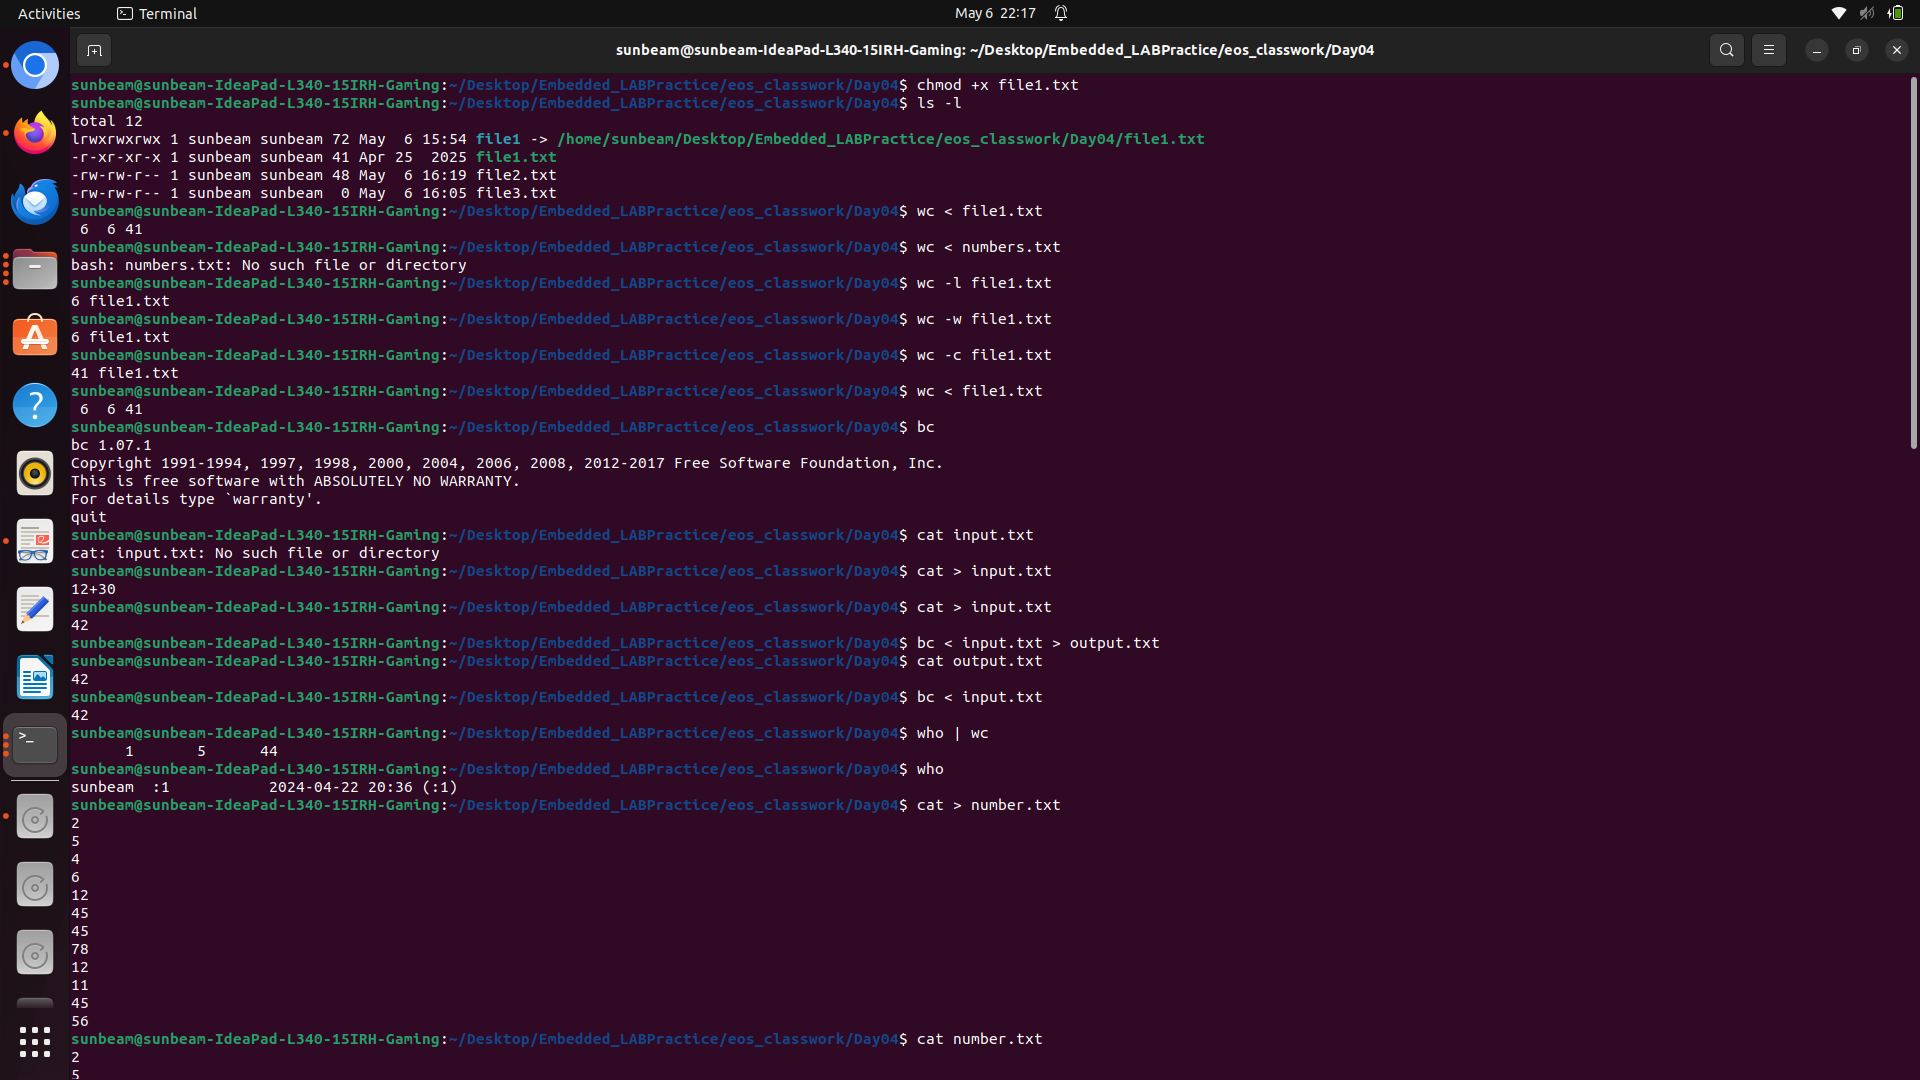 Activities
Terminal
May 6 22:17
sunbeam@sunbeam-IdeaPad-L340-15IRH-Gaming: ~/Desktop/Embedded_LABPractice/eos_classwork/Day04
sunbeam@sunbeam-IdeaPad-L340-15IRH-Gaming:~/Desktop/Embedded_LABPractice/eos_classwork/Day04$ chmod +x file1.txt
sunbeam@sunbeam-IdeaPad-L340-15IRH-Gaming:~/Desktop/Embedded_LABPractice/eos_classwork/Day04$ ls -l
total 12
lrwxrwxrwx 1 sunbeam sunbeam 72 May  6 15:54 file1 -> /home/sunbeam/Desktop/Embedded_LABPractice/eos_classwork/Day04/file1.txt
-r-xr-xr-x 1 sunbeam sunbeam 41 Apr 25  2025 file1.txt
-rw-rw-r-- 1 sunbeam sunbeam 48 May  6 16:19 file2.txt
-rw-rw-r-- 1 sunbeam sunbeam  0 May  6 16:05 file3.txt
sunbeam@sunbeam-IdeaPad-L340-15IRH-Gaming:~/Desktop/Embedded_LABPractice/eos_classwork/Day04$ wc < file1.txt
 6  6 41
sunbeam@sunbeam-IdeaPad-L340-15IRH-Gaming:~/Desktop/Embedded_LABPractice/eos_classwork/Day04$ wc < numbers.txt
bash: numbers.txt: No such file or directory
sunbeam@sunbeam-IdeaPad-L340-15IRH-Gaming:~/Desktop/Embedded_LABPractice/eos_classwork/Day04$ wc -l file1.txt
6 file1.txt
sunbeam@sunbeam-IdeaPad-L340-15IRH-Gaming:~/Desktop/Embedded_LABPractice/eos_classwork/Day04$ wc -w file1.txt
6 file1.txt
sunbeam@sunbeam-IdeaPad-L340-15IRH-Gaming:~/Desktop/Embedded_LABPractice/eos_classwork/Day04$ wc -c file1.txt
41 file1.txt
sunbeam@sunbeam-IdeaPad-L340-15IRH-Gaming:~/Desktop/Embedded_LABPractice/eos_classwork/Day04$ wc < file1.txt
 6  6 41
sunbeam@sunbeam-IdeaPad-L340-15IRH-Gaming:~/Desktop/Embedded_LABPractice/eos_classwork/Day04$ bc
bc 1.07.1
Copyright 1991-1994, 1997, 1998, 2000, 2004, 2006, 2008, 2012-2017 Free Software Foundation, Inc.
This is free software with ABSOLUTELY NO WARRANTY.
For details type `warranty'.
quit
sunbeam@sunbeam-IdeaPad-L340-15IRH-Gaming:~/Desktop/Embedded_LABPractice/eos_classwork/Day04$ cat input.txt
cat: input.txt: No such file or directory
sunbeam@sunbeam-IdeaPad-L340-15IRH-Gaming:~/Desktop/Embedded_LABPractice/eos_classwork/Day04$ cat > input.txt
12+30
sunbeam@sunbeam-IdeaPad-L340-15IRH-Gaming:~/Desktop/Embedded_LABPractice/eos_classwork/Day04$ cat > input.txt
42
sunbeam@sunbeam-IdeaPad-L340-15IRH-Gaming:~/Desktop/Embedded_LABPractice/eos_classwork/Day04$ bc < input.txt > output.txt
sunbeam@sunbeam-IdeaPad-L340-15IRH-Gaming:~/Desktop/Embedded_LABPractice/eos_classwork/Day04$ cat output.txt
42
sunbeam@sunbeam-IdeaPad-L340-15IRH-Gaming:~/Desktop/Embedded_LABPractice/eos_classwork/Day04$ bc < input.txt
42
sunbeam@sunbeam-IdeaPad-L340-15IRH-Gaming:~/Desktop/Embedded_LABPractice/eos_classwork/Day04$ who | wc
      1       5      44
sunbeam@sunbeam-IdeaPad-L340-15IRH-Gaming:~/Desktop/Embedded_LABPractice/eos_classwork/Day04$ who
sunbeam  :1           2024-04-22 20:36 (:1)
sunbeam@sunbeam-IdeaPad-L340-15IRH-Gaming:~/Desktop/Embedded_LABPractice/eos_classwork/Day04$ cat > number.txt
2
5
4
6
12
45
45
78
12
11
45
56
sunbeam@sunbeam-IdeaPad-L340-15IRH-Gaming:~/Desktop/Embedded_LABPractice/eos_classwork/Day04$ cat number.txt
2
5